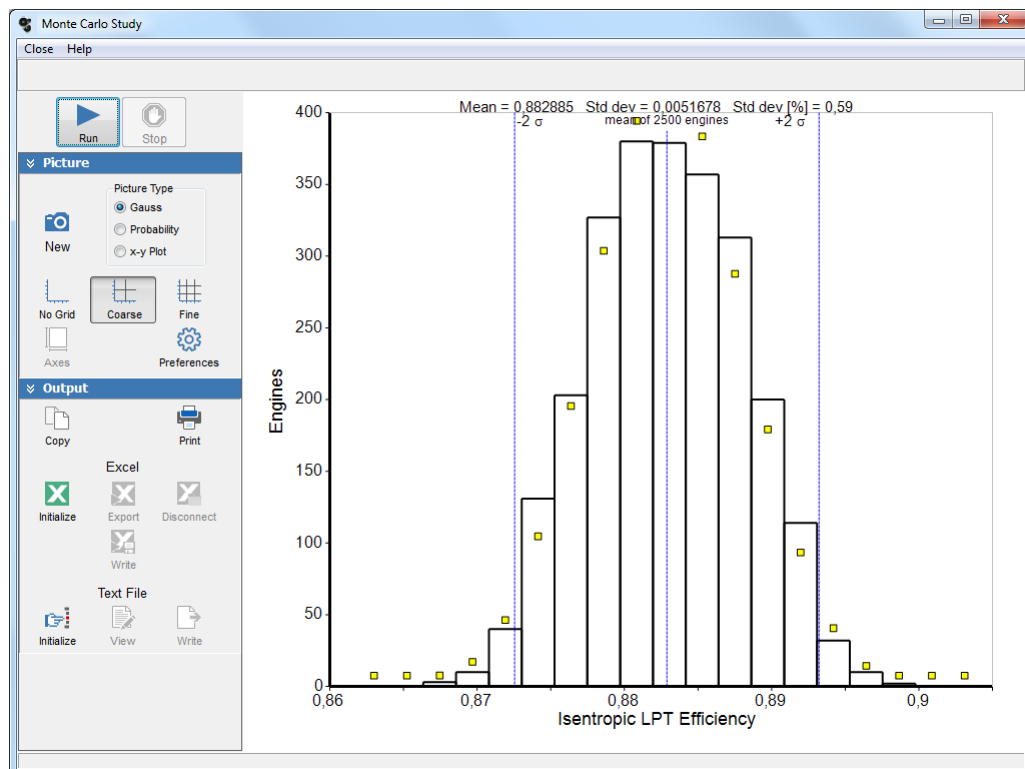 Monte Carlo Study
Close Help
Run Stop
Picture
Picture Type
Gauss
Probability
x-y Plot
New
No Grid Coarse Fine
Axes Preferences
Output
Copy Print
Excel
Initialize Export Disconnect
Write
Text File
Initialize View Write
Mean = 0,882885 Std dev = 0,0051678 Std dev [%] = 0,59
-2 σ mean of 2500 engines +2 σ
400
350
300
250
200
150
100
50
0
Engines
0,86 0,87 0,88 0,89 0,9
Isentropic LPT Efficiency